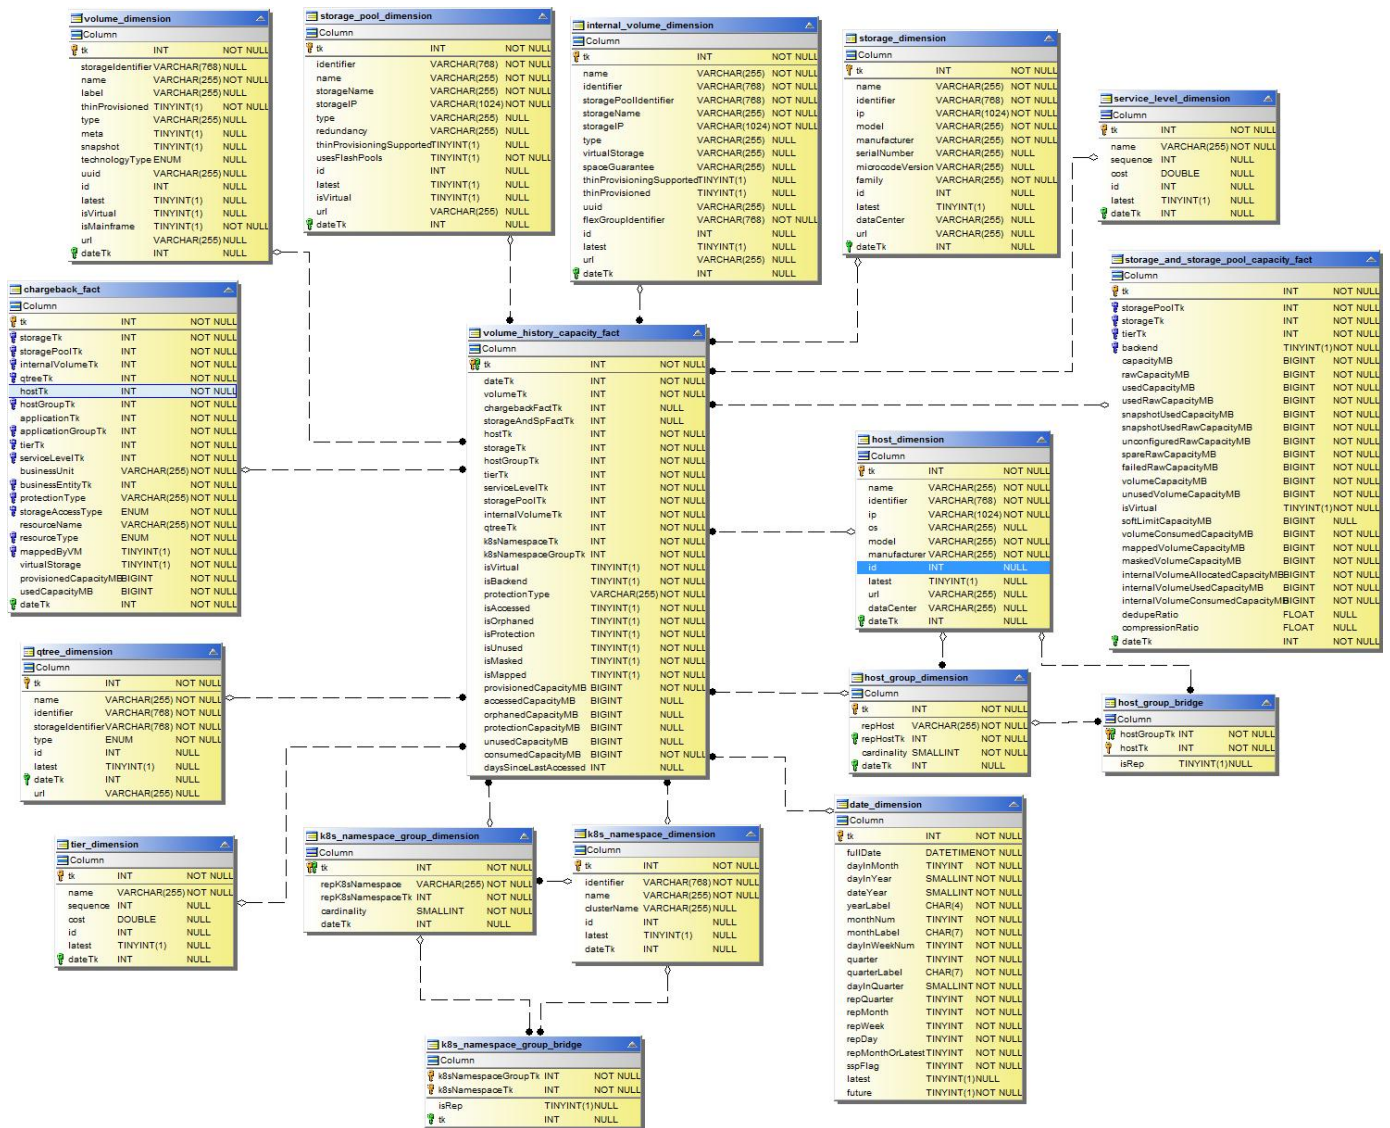 volume_dimension
Column
tk INT NOT NULL
storageIdentifier VARCHAR(768) NULL
name VARCHAR(255) NOT NULL
label VARCHAR(255) NULL
thinProvisioned TINYINT(1) NOT NULL
type VARCHAR(255) NULL
meta TINYINT(1) NULL
snapshot TINYINT(1) NULL
technologyType ENUM NULL
uuid VARCHAR(255) NULL
id INT NULL
latest TINYINT(1) NULL
isVirtual TINYINT(1) NULL
isMainframe TINYINT(1) NOT NULL
url VARCHAR(255) NULL
dateTk INT NULL
storage_pool_dimension
Column
tk INT NOT NULL
identifier VARCHAR(768) NOT NULL
name VARCHAR(255) NOT NULL
storageName VARCHAR(255) NOT NULL
storageIP VARCHAR(1024) NOT NULL
type VARCHAR(255) NULL
redundancy VARCHAR(255) NULL
thinProvisioningSupported TINYINT(1) NULL
usesFlashPools TINYINT(1) NOT NULL
id INT NULL
latest TINYINT(1) NULL
isVirtual TINYINT(1) NULL
url VARCHAR(255) NULL
dateTk INT NULL
internal_volume_dimension
Column
tk INT NOT NULL
name VARCHAR(255) NOT NULL
identifier VARCHAR(768) NOT NULL
storagePoolIdentifier VARCHAR(768) NOT NULL
storageName VARCHAR(255) NOT NULL
storageIP VARCHAR(1024) NOT NULL
type VARCHAR(255) NULL
virtualStorage VARCHAR(255) NULL
spaceGuarantee VARCHAR(255) NULL
thinProvisioningSupported TINYINT(1) NULL
thinProvisioned TINYINT(1) NULL
uuid VARCHAR(255) NULL
flexGroupIdentifier VARCHAR(768) NOT NULL
id INT NULL
latest TINYINT(1) NULL
url VARCHAR(255) NULL
dateTk INT NULL
storage_dimension
Column
tk INT NOT NULL
name VARCHAR(255) NOT NULL
identifier VARCHAR(768) NOT NULL
ip VARCHAR(1024) NOT NULL
model VARCHAR(255) NULL
manufacturer VARCHAR(255) NOT NULL
serialNumber VARCHAR(255) NULL
microcodeVersion VARCHAR(255) NULL
family VARCHAR(255) NOT NULL
id INT NULL
latest TINYINT(1) NULL
dataCenter VARCHAR(255) NULL
url VARCHAR(255) NULL
dateTk INT NULL
service_level_dimension
Column
tk INT NOT NULL
name VARCHAR(255) NOT NULL
sequence INT NULL
cost DOUBLE NULL
id INT NULL
latest TINYINT(1) NULL
dateTk INT NULL
chargeback_fact
Column
tk INT NOT NULL
storageTk INT NOT NULL
storagePoolTk INT NOT NULL
internalVolumeTk INT NOT NULL
qtreeTk INT NOT NULL
hostTk INT NOT NULL
hostGroupTk INT NOT NULL
applicationTk INT NOT NULL
applicationGroupTk INT NOT NULL
tierTk INT NOT NULL
serviceLevelTk INT NOT NULL
businessUnit VARCHAR(255) NOT NULL
businessEntityTk INT NOT NULL
protectionType VARCHAR(255) NOT NULL
storageAccessType ENUM NOT NULL
resourceName VARCHAR(255) NOT NULL
resourceType ENUM NOT NULL
mappedByVM TINYINT(1) NOT NULL
virtualStorage TINYINT(1) NOT NULL
provisionedCapacityMB BIGINT NOT NULL
usedCapacityMB BIGINT NOT NULL
dateTk INT NOT NULL
volume_history_capacity_fact
Column
tk INT NOT NULL
dateTk INT NOT NULL
volumeTk INT NOT NULL
chargebackFactTk INT NULL
storageAndSpFactTk INT NULL
hostTk INT NOT NULL
storageTk INT NOT NULL
hostGroupTk INT NOT NULL
tierTk INT NOT NULL
serviceLevelTk INT NOT NULL
storagePoolTk INT NOT NULL
internalVolumeTk INT NOT NULL
qtreeTk INT NOT NULL
k8sNamespaceTk INT NOT NULL
k8sNamespaceGroupTk INT NOT NULL
isVirtual TINYINT(1) NOT NULL
isBackend TINYINT(1) NOT NULL
protectionType VARCHAR(255) NOT NULL
isAccessed TINYINT(1) NOT NULL
isOrphaned TINYINT(1) NOT NULL
isProtection TINYINT(1) NOT NULL
isUnused TINYINT(1) NOT NULL
isMasked TINYINT(1) NOT NULL
isMapped TINYINT(1) NOT NULL
provisionedCapacityMB BIGINT NOT NULL
accessedCapacityMB BIGINT NULL
orphanedCapacityMB BIGINT NULL
protectionCapacityMB BIGINT NULL
unusedCapacityMB BIGINT NULL
consumedCapacityMB BIGINT NOT NULL
daysSinceLastAccessed INT NULL
storage_and_storage_pool_capacity_fact
Column
tk INT NOT NULL
storagePoolTk INT NOT NULL
storageTk INT NOT NULL
tierTk INT NOT NULL
backend TINYINT(1) NOT NULL
capacityMB BIGINT NOT NULL
rawCapacityMB BIGINT NOT NULL
usedCapacityMB BIGINT NOT NULL
usedRawCapacityMB BIGINT NOT NULL
snapshotUsedCapacityMB BIGINT NOT NULL
snapshotUsedRawCapacityMB BIGINT NOT NULL
unconfiguredRawCapacityMB BIGINT NOT NULL
spareRawCapacityMB BIGINT NOT NULL
failedRawCapacityMB BIGINT NOT NULL
volumeCapacityMB BIGINT NOT NULL
unusedVolumeCapacityMB BIGINT NOT NULL
isVirtual TINYINT(1) NOT NULL
softLimitCapacityMB BIGINT NULL
volumeConsumedCapacityMB BIGINT NOT NULL
mappedVolumeCapacityMB BIGINT NOT NULL
maskedVolumeCapacityMB BIGINT NOT NULL
internalVolumeAllocatedCapacityMB BIGINT NOT NULL
internalVolumeUsedCapacityMB BIGINT NOT NULL
internalVolumeConsumedCapacityMB BIGINT NOT NULL
dedupeRatio FLOAT NULL
compressionRatio FLOAT NULL
dateTk INT NOT NULL
host_dimension
Column
tk INT NOT NULL
name VARCHAR(255) NOT NULL
identifier VARCHAR(768) NOT NULL
ip VARCHAR(1024) NOT NULL
os VARCHAR(255) NULL
model VARCHAR(255) NOT NULL
manufacturer VARCHAR(255) NOT NULL
id INT NULL
latest TINYINT(1) NULL
url VARCHAR(255) NULL
dataCenter VARCHAR(255) NULL
dateTk INT NULL
qtree_dimension
Column
tk INT NOT NULL
name VARCHAR(255) NOT NULL
identifier VARCHAR(768) NOT NULL
storageIdentifier VARCHAR(768) NOT NULL
type ENUM NOT NULL
id INT NULL
latest TINYINT(1) NULL
dateTk INT NULL
url VARCHAR(255) NULL
host_group_dimension
Column
tk INT NOT NULL
repHost VARCHAR(255) NOT NULL
repHostTk INT NOT NULL
cardinality SMALLINT NOT NULL
dateTk INT NULL
host_group_bridge
Column
hostGroupTk INT NOT NULL
hostTk INT NOT NULL
isRep TINYINT(1) NULL
tier_dimension
Column
tk INT NOT NULL
name VARCHAR(255) NOT NULL
sequence INT NULL
cost DOUBLE NULL
id INT NULL
latest TINYINT(1) NULL
dateTk INT NULL
k8s_namespace_group_dimension
Column
tk INT NOT NULL
repK8sNamespace VARCHAR(255) NOT NULL
repK8sNamespaceTk INT NOT NULL
cardinality SMALLINT NOT NULL
dateTk INT NULL
k8s_namespace_dimension
Column
tk INT NOT NULL
identifier VARCHAR(768) NOT NULL
name VARCHAR(255) NOT NULL
clusterName VARCHAR(255) NULL
id INT NULL
latest TINYINT(1) NULL
dateTk INT NULL
date_dimension
Column
tk INT NOT NULL
fullDate DATETIME NOT NULL
dayInMonth TINYINT NOT NULL
dayInYear SMALLINT NOT NULL
dateYear SMALLINT NOT NULL
yearLabel CHAR(4) NOT NULL
monthNum TINYINT NOT NULL
monthLabel CHAR(7) NOT NULL
dayInWeekNum TINYINT NOT NULL
quarter TINYINT NOT NULL
quarterLabel CHAR(7) NOT NULL
dayInQuarter SMALLINT NOT NULL
repQuarter TINYINT NOT NULL
repMonth TINYINT NOT NULL
repWeek TINYINT NOT NULL
repDay TINYINT NOT NULL
repMonthOrLatest TINYINT NOT NULL
sspFlag TINYINT NOT NULL
latest TINYINT(1) NULL
future TINYINT(1) NOT NULL
k8s_namespace_group_bridge
Column
k8sNamespaceGroupTk INT NOT NULL
k8sNamespaceTk INT NOT NULL
isRep TINYINT(1) NULL
tk INT NULL